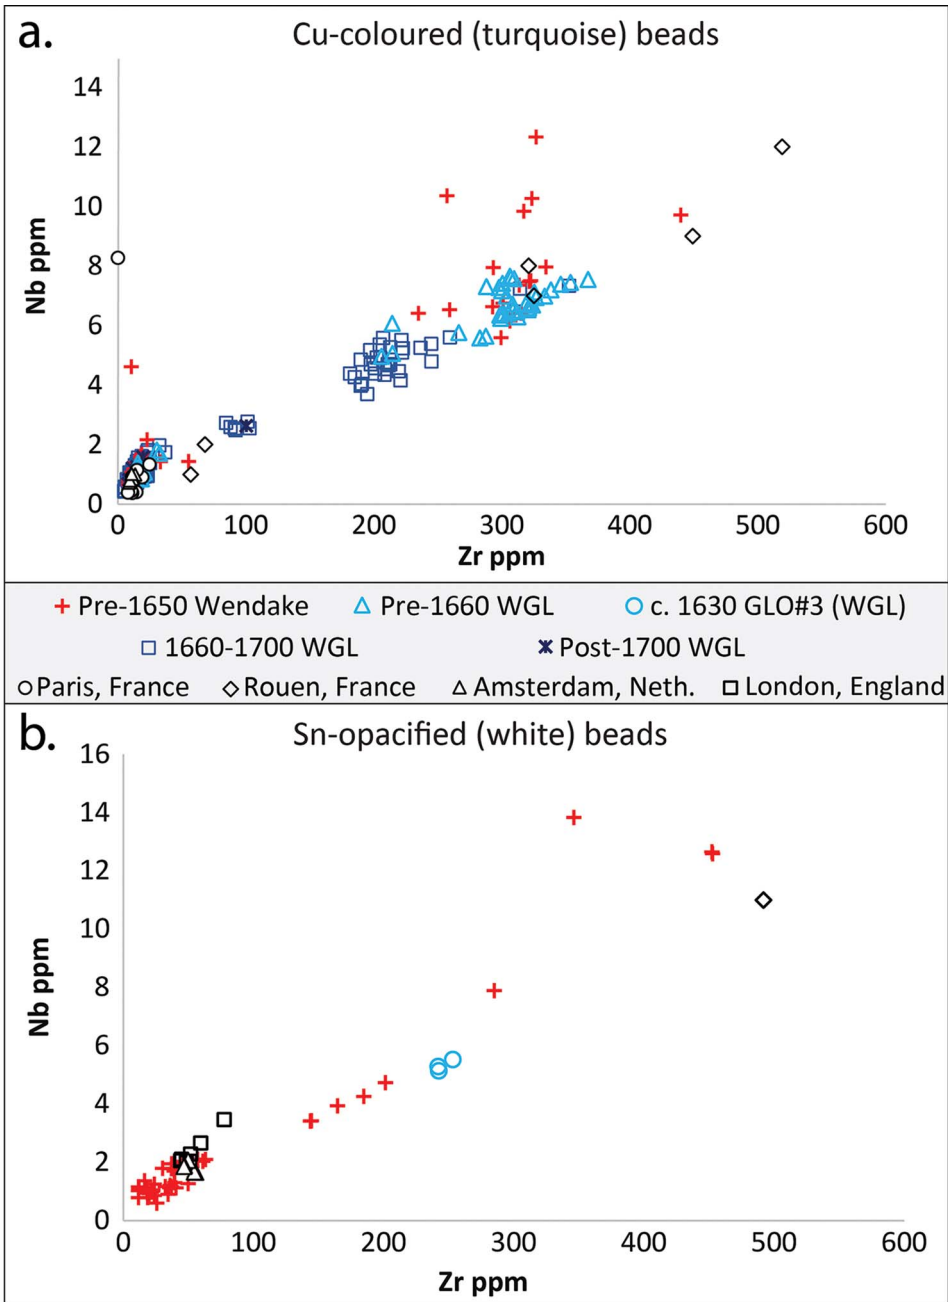 a.
Cu-coloured (turquoise) beads
14
12
10
8
6
4
2
0
Nb ppm
0 100 200 300 400 500 600
Zr ppm
Pre-1650 Wendake Pre-1660 WGL c. 1630 GLO#3 (WGL)
1660-1700 WGL Post-1700 WGL
Paris, France Rouen, France Amsterdam, Neth. London, England
b.
Sn-opacified (white) beads
16
14
12
10
8
6
4
2
0
Nb ppm
0 100 200 300 400 500 600
Zr ppm